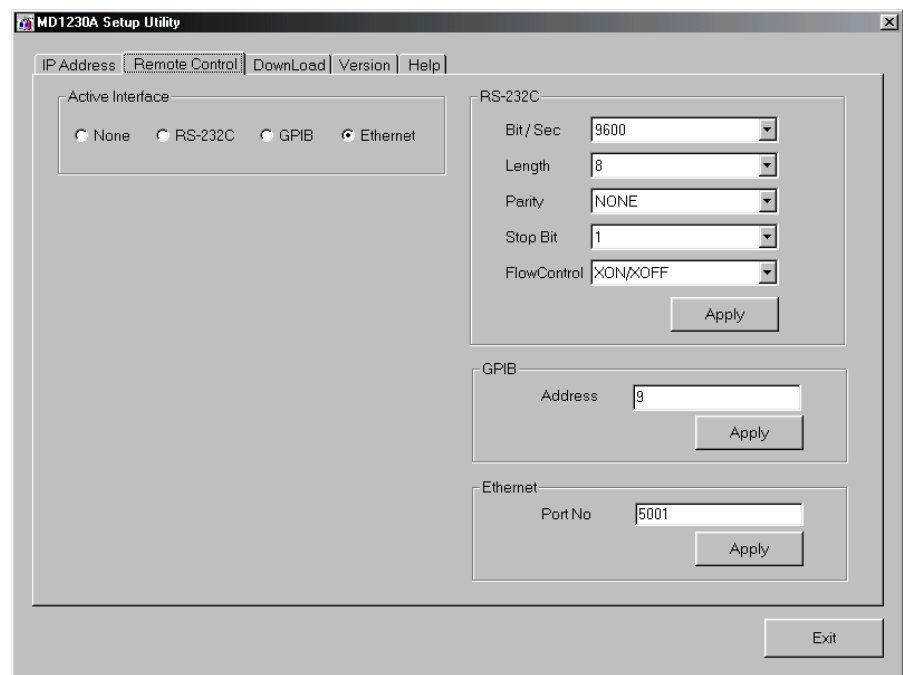 MD1230A Setup Utility
IP Address Remote Control DownLoad Version Help
Active Interface
None RS-232C GPIB Ethernet
RS-232C
Bit / Sec 9600
Length 8
Parity NONE
Stop Bit 1
FlowControl XON/XOFF
Apply
GPIB
Address 9
Apply
Ethernet
Port No 5001
Apply
Exit